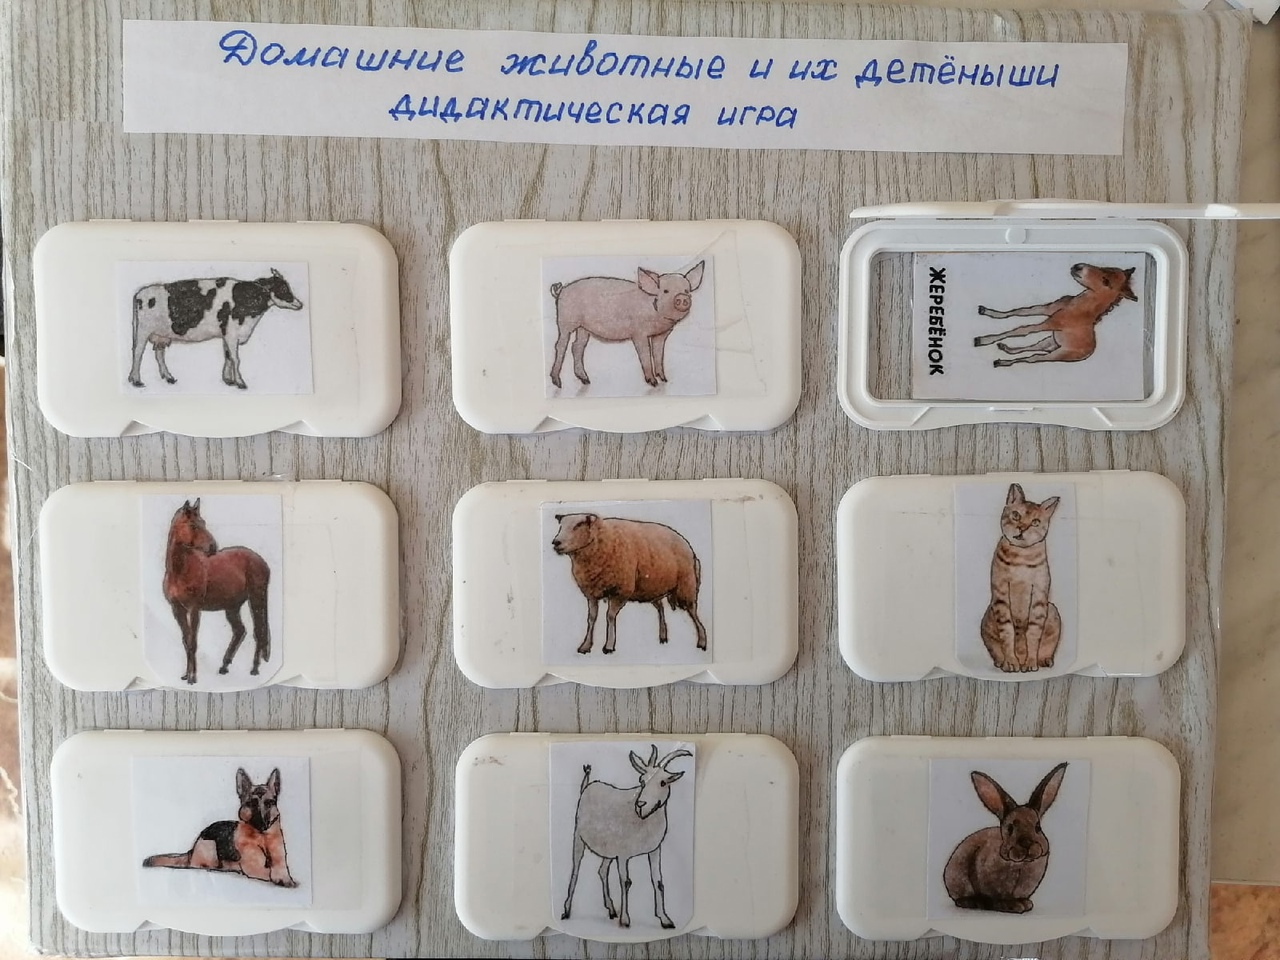 Домашние животные и их детёныши
дидактическая игра
ЖЕРЕБЁНОК